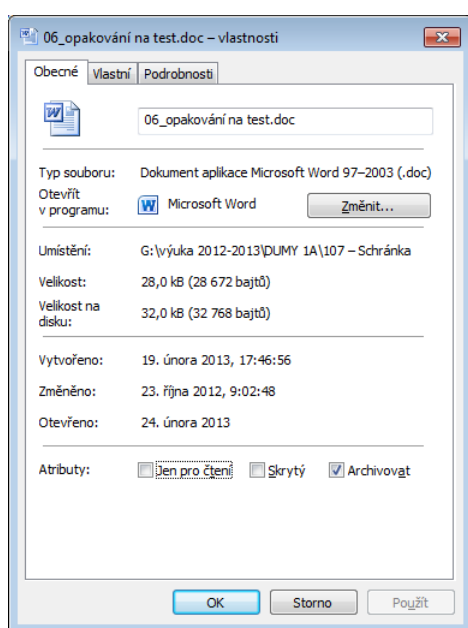 06_opakování na test.doc – vlastnosti
Obecné Vlastní Podrobnosti
06_opakování na test.doc
Typ souboru: Dokument aplikace Microsoft Word 97–2003 (.doc)
Otevřít
v programu: Microsoft Word Změnit...
Umístění: G:\výuka 2012-2013\DUMY 1A\107 – Schránka
Velikost: 28,0 kB (28 672 bajtů)
Velikost na
disku: 32,0 kB (32 768 bajtů)
Vytvořeno: 19. února 2013, 17:46:56
Změněno: 23. října 2012, 9:02:48
Otevřeno: 24. února 2013
Atributy: Jen pro čtení Skrytý Archivovat
OK Storno Použít